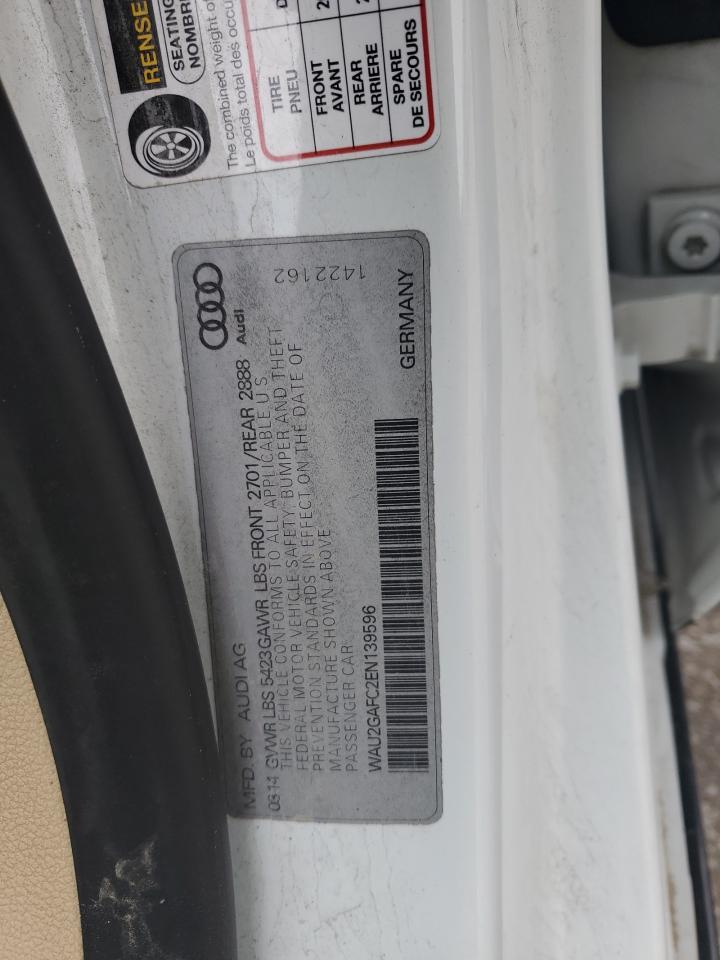 RENSE
SEATING
NOMBR
The combined weight of
Le poids total des occu
TIRE
PNEU
FRONT
AVANT
REAR
ARRIERE
SPARE
DE SECOURS
Audi
1422162
MFD. BY AUDI AG
03.14 GVWR LBS 5423 GAWR LBS FRONT 2701/REAR 2888
THIS VEHICLE CONFORMS TO ALL APPLICABLE U.S.
FEDERAL MOTOR VEHICLE SAFETY, BUMPER AND THEFT
PREVENTION STANDARDS IN EFFECT ON THE DATE OF
MANUFACTURE SHOWN ABOVE
PASSENGER CAR
WAU2GAFC2EN139596
GERMANY